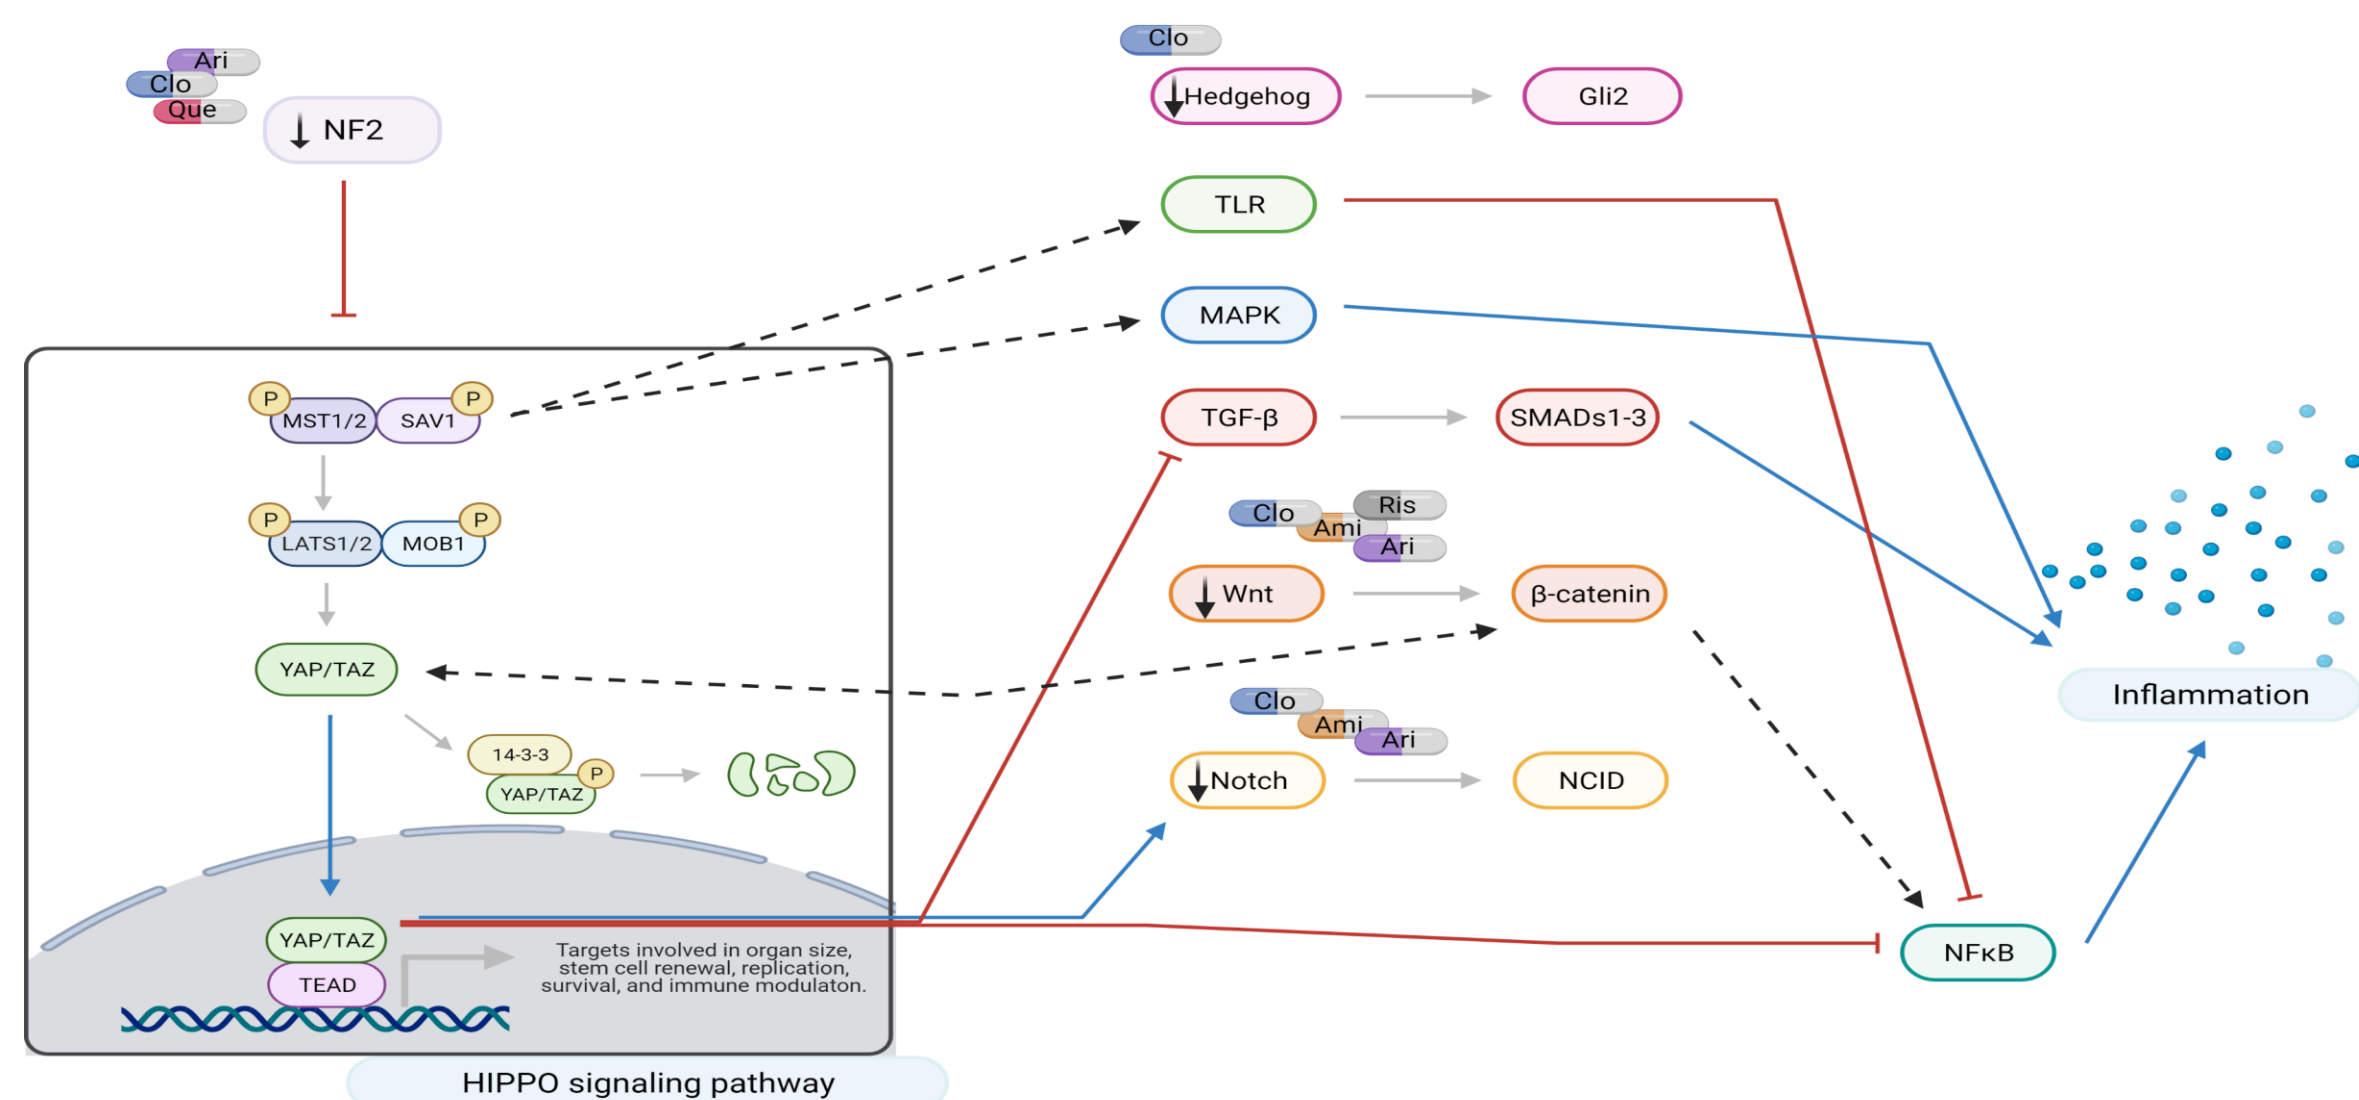 Ari
Clo
Que
NF2
P
P
MST1/2
SAV1
P
P
LATS1/2
MOB1
YAP/TAZ
14-3-3
P
YAP/TAZ
YAP/TAZ
TEAD
Targets involved in organ size,
stem cell renewal, replication,
survival, and immune modulaton.
HIPPO signaling pathway
Clo
Hedgehog
Gli2
TLR
MAPK
TGF-β
SMADs1-3
Clo
Ris
Ami
Ari
Wnt
β-catenin
Clo
Ami
Ari
Notch
NCID
NFκB
Inflammation